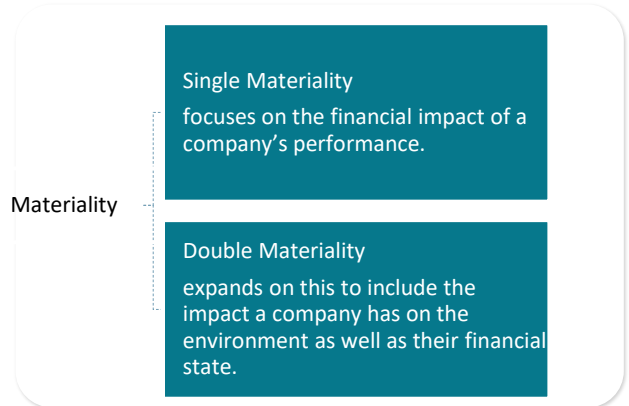 Single Materiality
focuses on the financial impact of a
company’s performance.
Materiality
Double Materiality
expands on this to include the
impact a company has on the
environment as well as their financial
state.